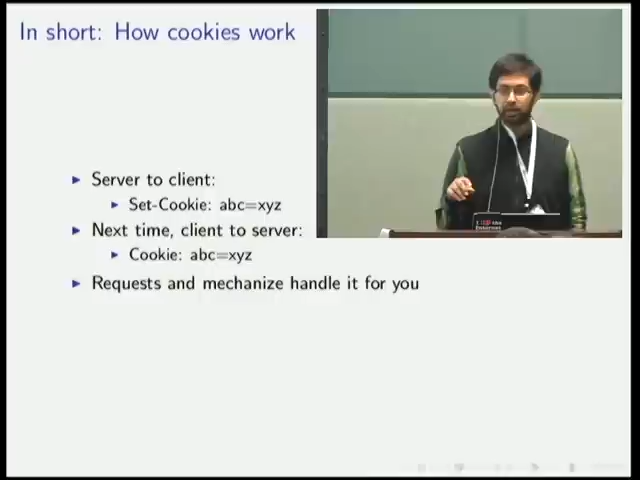 In short: How cookies work
Server to client:
Set-Cookie: abc=xyz
Next time, client to server:
Cookie: abc=xyz
Requests and mechanize handle it for you